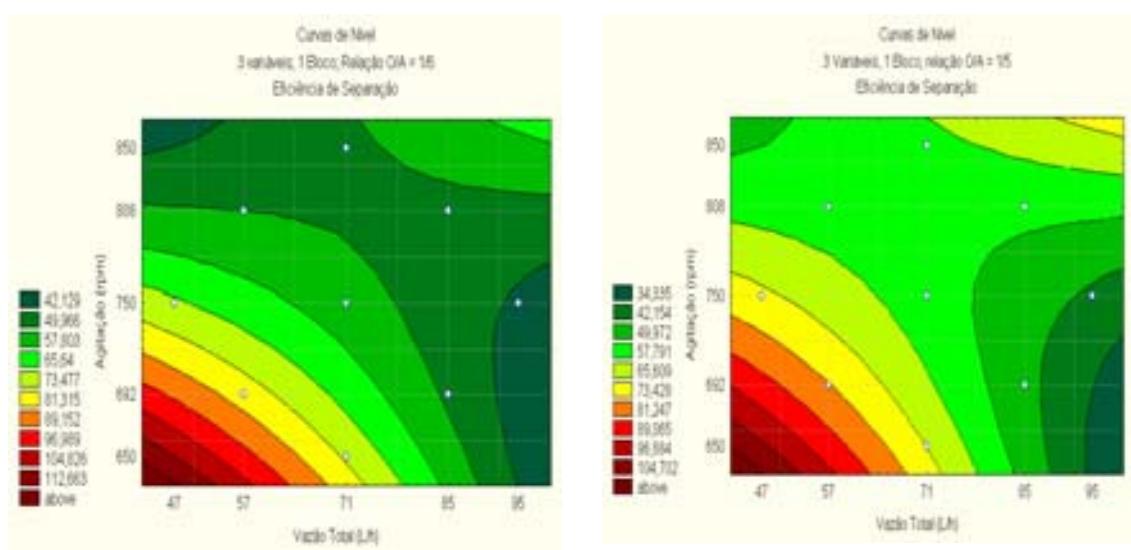 Curvas de Nível
3 variáveis, 1 Bloco, Relação O/A = 1/6
Eficiência de Separação
850
808
750
692
650
Agitação (rpm)
47 57 71 85 95
Vazão Total (L/h)
42,129
49,966
57,803
65,64
73,477
81,315
89,152
96,989
104,826
112,663
above
Curvas de Nível
3 Variáveis, 1 Bloco, relação O/A = 1/5
Eficiência de Separação
850
808
750
692
650
Agitação (rpm)
47 57 71 85 95
Vazão Total (L/h)
34,335
42,154
49,972
57,791
65,609
73,428
81,247
89,065
96,884
104,702
above